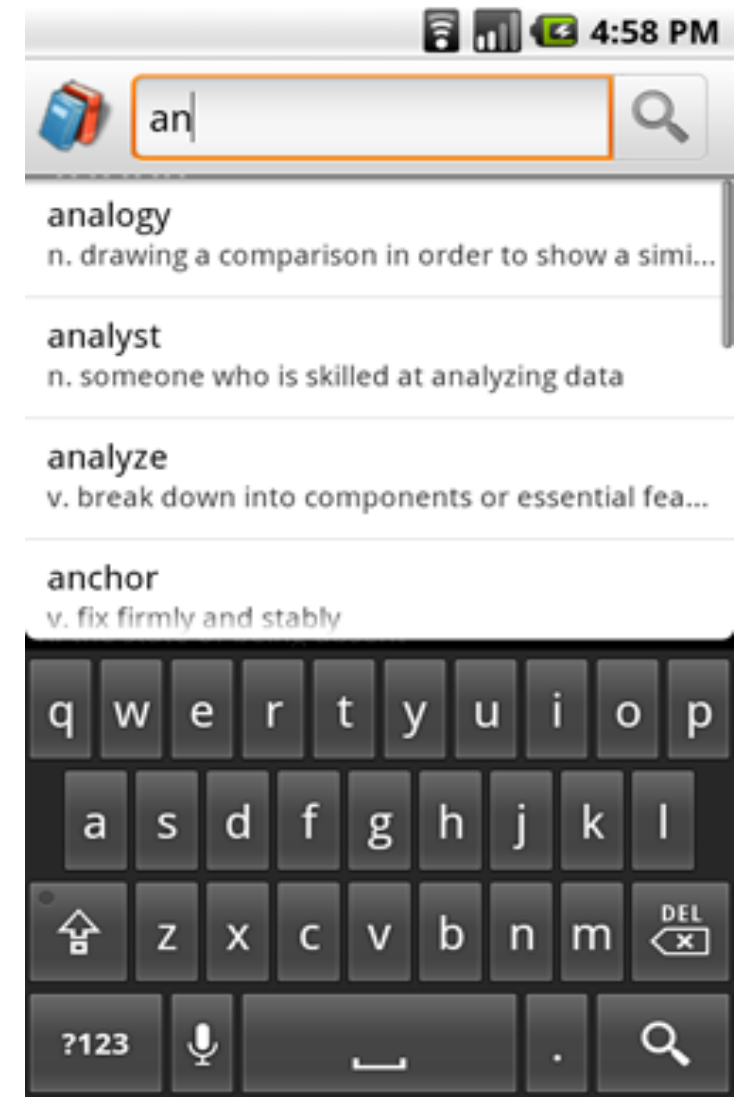 4:58 PM
an
analogy
n. drawing a comparison in order to show a simi...
analyst
n. someone who is skilled at analyzing data
analyze
v. break down into components or essential fea...
anchor
v. fix firmly and stably
q w e r t y u i o p
a s d f g h j k l
z x c v b n m DEL
?123 .